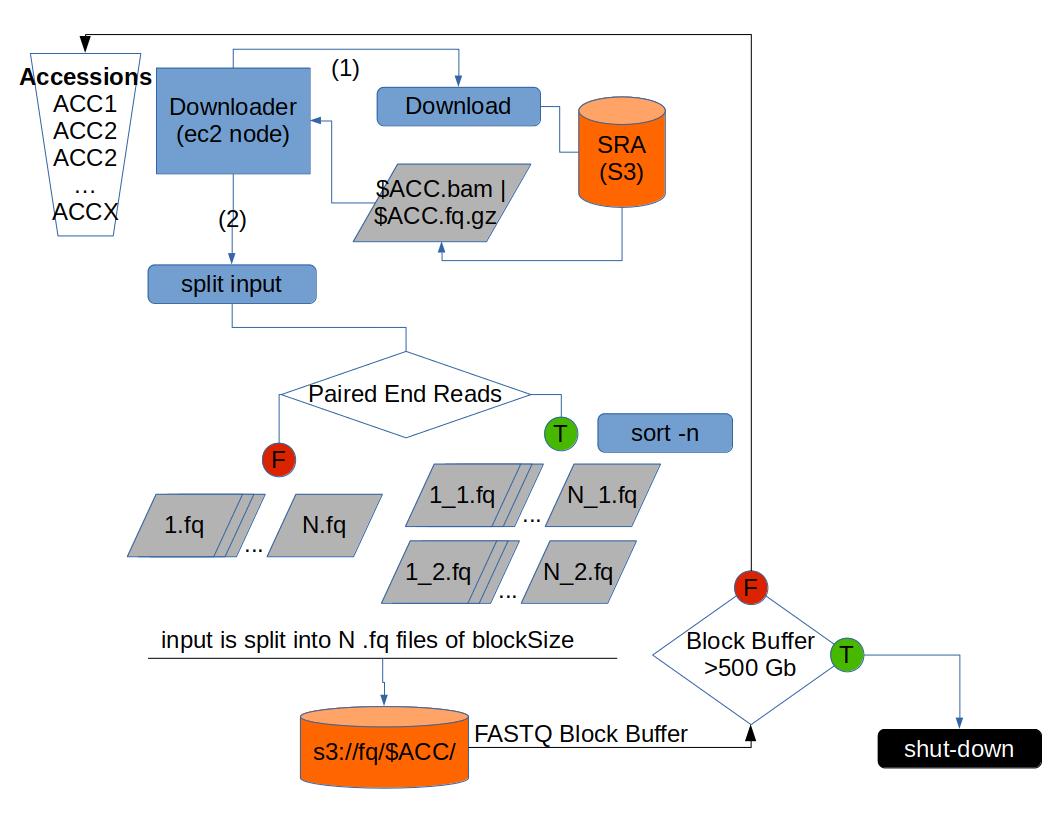 Accessions
ACC1
ACC2
ACC2
...
ACCX
Downloader
(ec2 node)
(1)
Download
SRA
(S3)
$ACC.bam |
$ACC.fq.gz
(2)
split input
Paired End Reads
F
T
sort -n
1.fq
...
N.fq
1_1.fq
...
N_1.fq
1_2.fq
...
N_2.fq
input is split into N .fq files of blockSize
s3://fq/$ACC/
FASTQ Block Buffer
F
Block Buffer
>500 Gb
T
shut-down